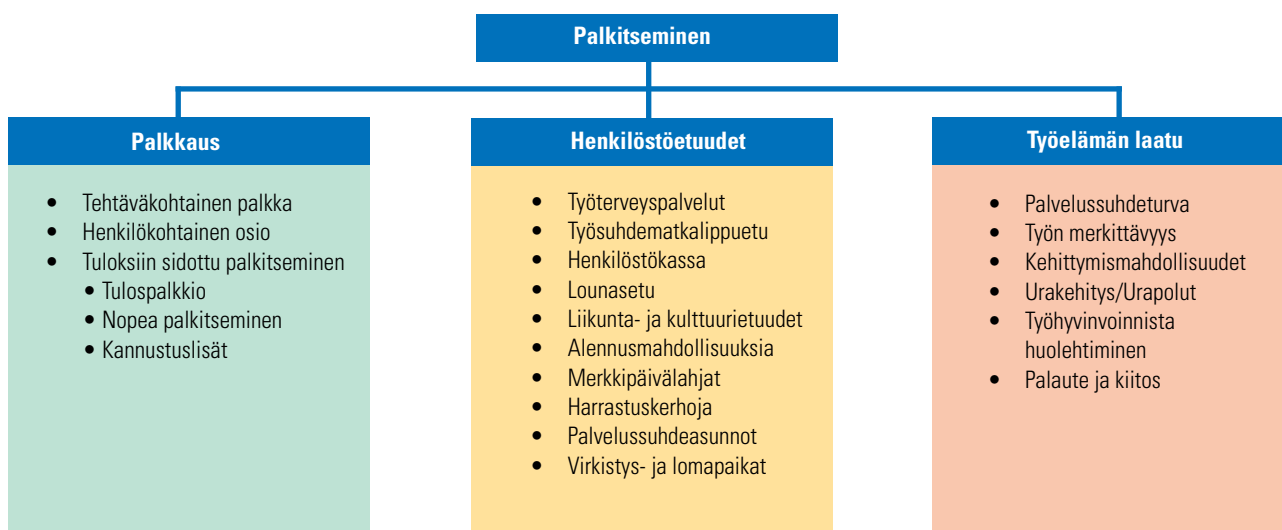 Palkitseminen
Palkkaus
• Tehtäväkohtainen palkka
• Henkilökohtainen osio
• Tuloksiin sidottu palkitseminen
• Tulospalkkio
• Nopea palkitseminen
• Kannustuslisät
Henkilöstöetuudet
• Työterveyspalvelut
• Työsuhdematkalippuetu
• Henkilöstökassa
• Lounasetu
• Liikunta- ja kulttuurietuudet
• Alennusmahdollisuuksia
• Merkkipäivälahjat
• Harrastuskerhoja
• Palvelussuhdeasunnot
• Virkistys- ja lomapaikat
Työelämän laatu
• Palvelussuhdeturva
• Työn merkittävyys
• Kehittymismahdollisuudet
• Urakehitys/Urapolut
• Työhyvinvoinnista
huolehtiminen
• Palaute ja kiitos